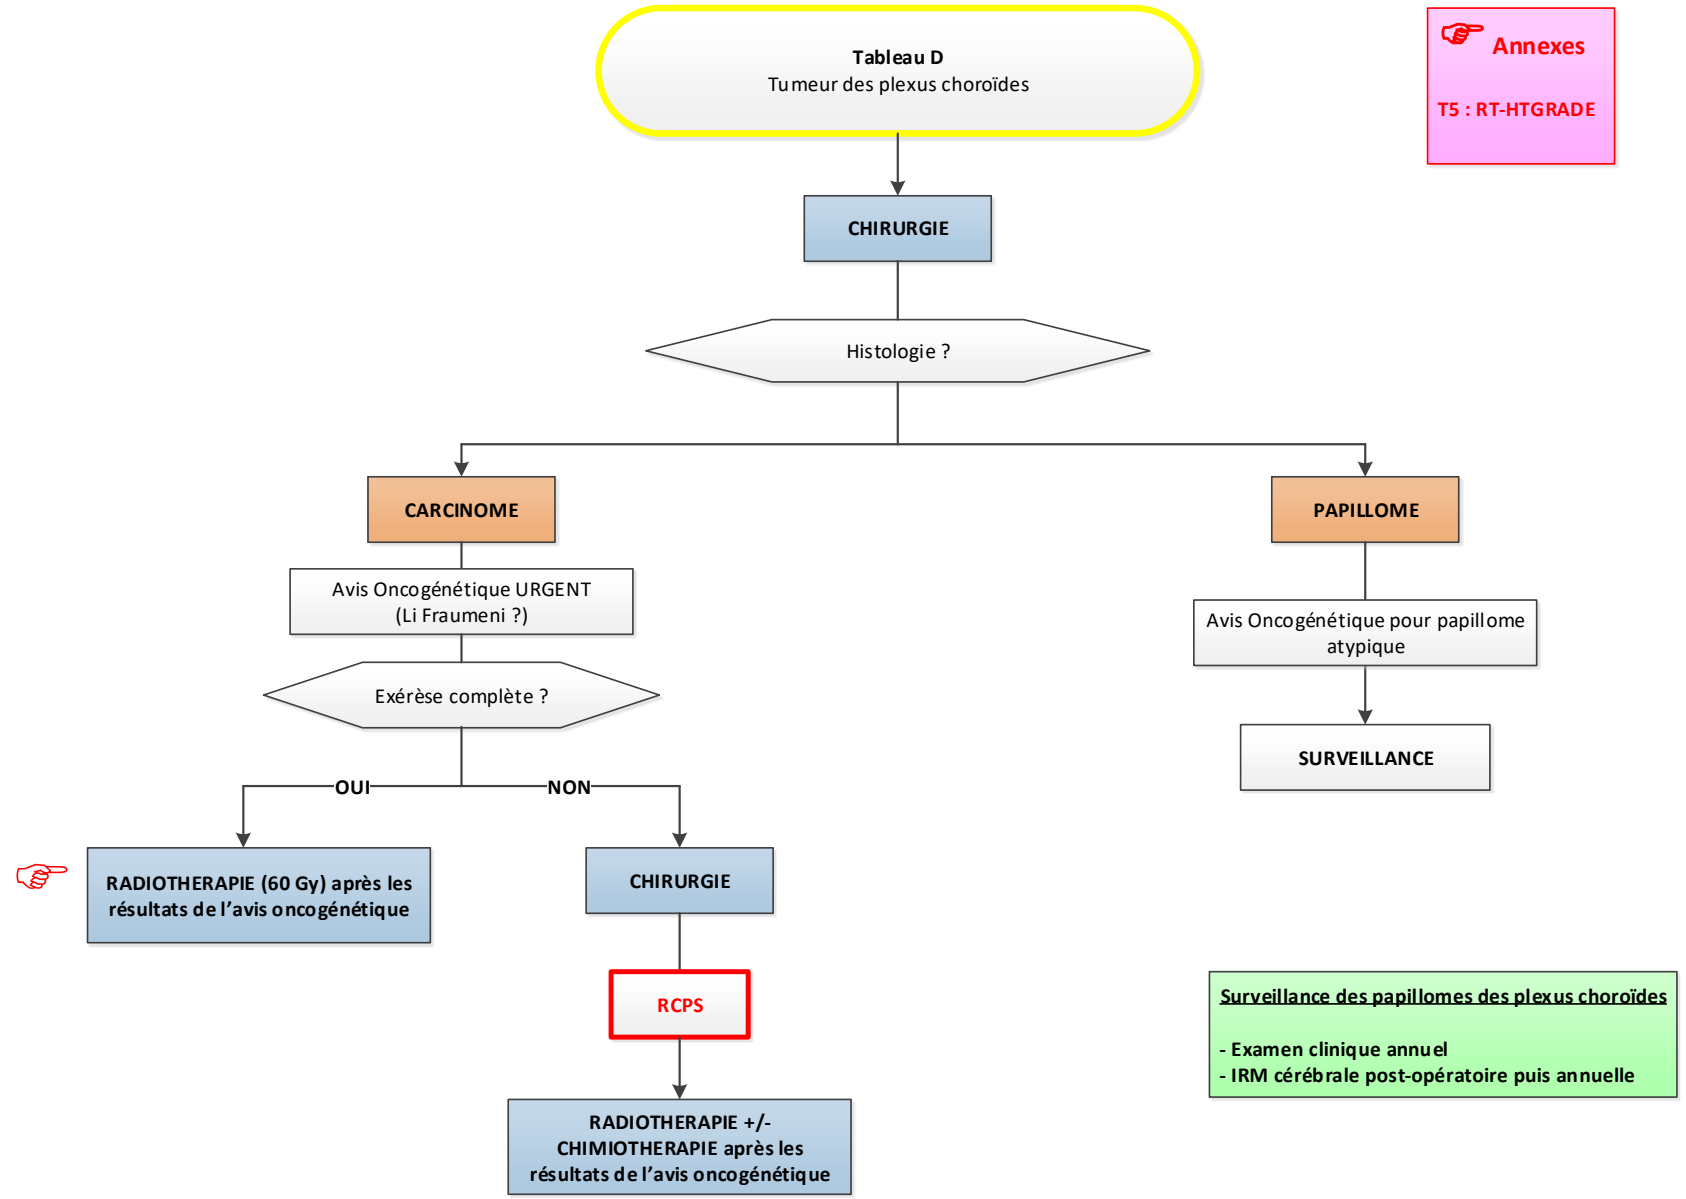 Tableau D
Tumeur des plexus choroïdes
Annexes
T5 : RT-HTGRADE
CHIRURGIE
Histologie ?
CARCINOME
PAPILLOME
Avis Oncogénétique URGENT
(Li Fraumeni ?)
Avis Oncogénétique pour papillome
atypique
Exérèse complète ?
SURVEILLANCE
OUI
NON
RADIOTHERAPIE (60 Gy) après les
résultats de l’avis oncogénétique
CHIRURGIE
RCPS
Surveillance des papillomes des plexus choroïdes
- Examen clinique annuel
- IRM cérébrale post-opératoire puis annuelle
RADIOTHERAPIE +/-
CHIMIOTHERAPIE après les
résultats de l’avis oncogénétique